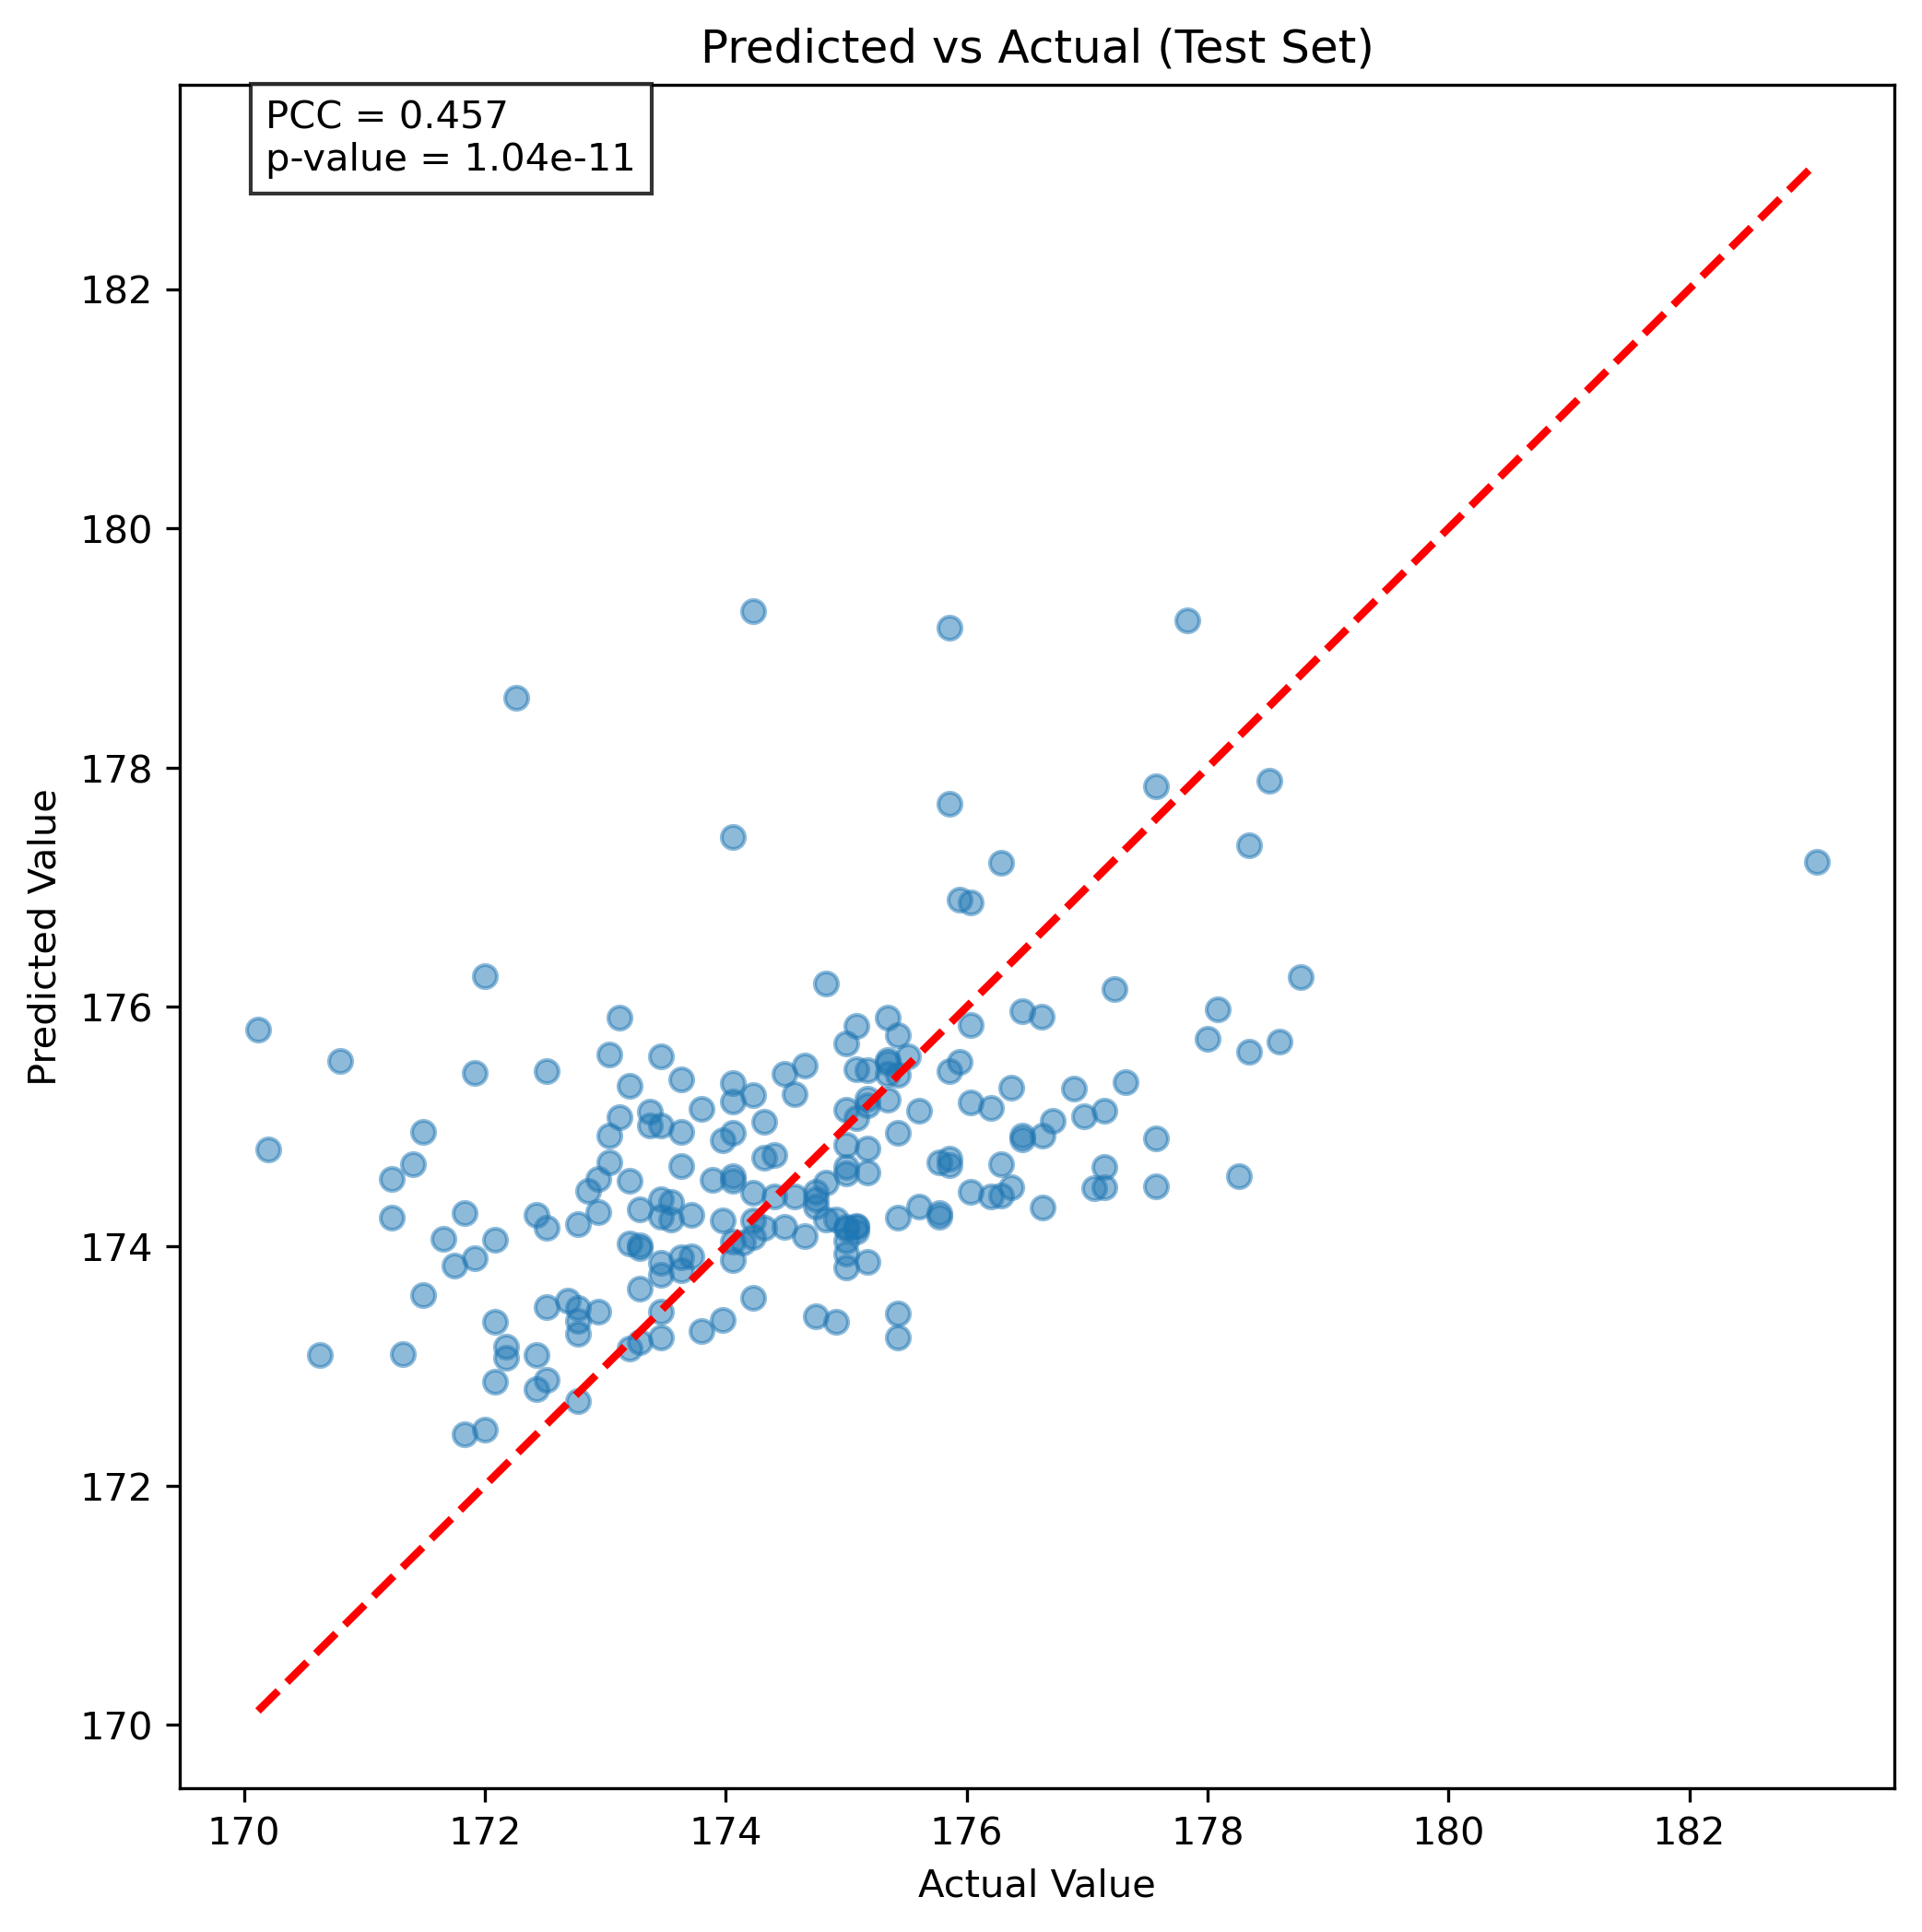 Predicted vs Actual (Test Set)
PCC = 0.457
p-value = 1.04e-11
182
180
178
176
174
172
170
Predicted Value
170 172 174 176 178 180 182
Actual Value